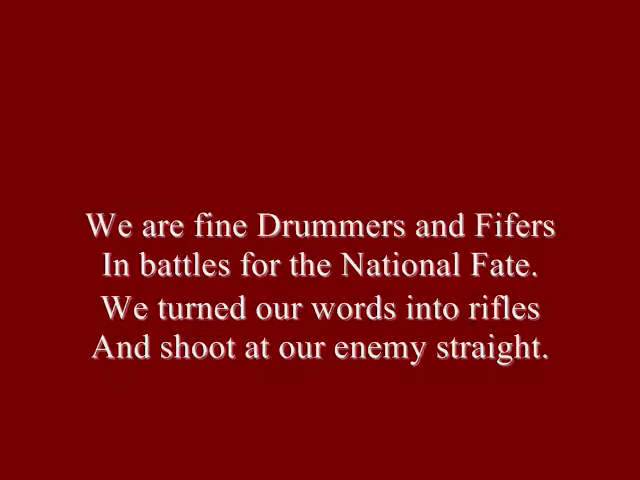 We are fine Drummers and Fifers
In battles for the National Fate.
We turned our words into rifles
And shoot at our enemy straight.